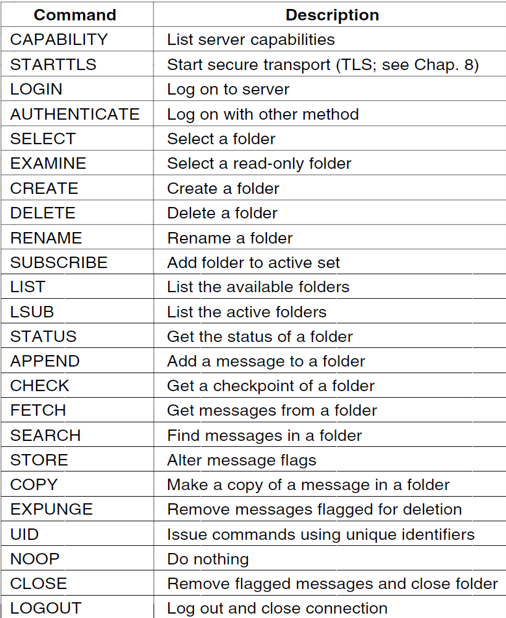 Command Description
CAPABILITY List server capabilities
STARTTLS Start secure transport (TLS; see Chap. 8)
LOGIN Log on to server
AUTHENTICATE Log on with other method
SELECT Select a folder
EXAMINE Select a read-only folder
CREATE Create a folder
DELETE Delete a folder
RENAME Rename a folder
SUBSCRIBE Add folder to active set
LIST List the available folders
LSUB List the active folders
STATUS Get the status of a folder
APPEND Add a message to a folder
CHECK Get a checkpoint of a folder
FETCH Get messages from a folder
SEARCH Find messages in a folder
STORE Alter message flags
COPY Make a copy of a message in a folder
EXPUNGE Remove messages flagged for deletion
UID Issue commands using unique identifiers
NOOP Do nothing
CLOSE Remove flagged messages and close folder
LOGOUT Log out and close connection